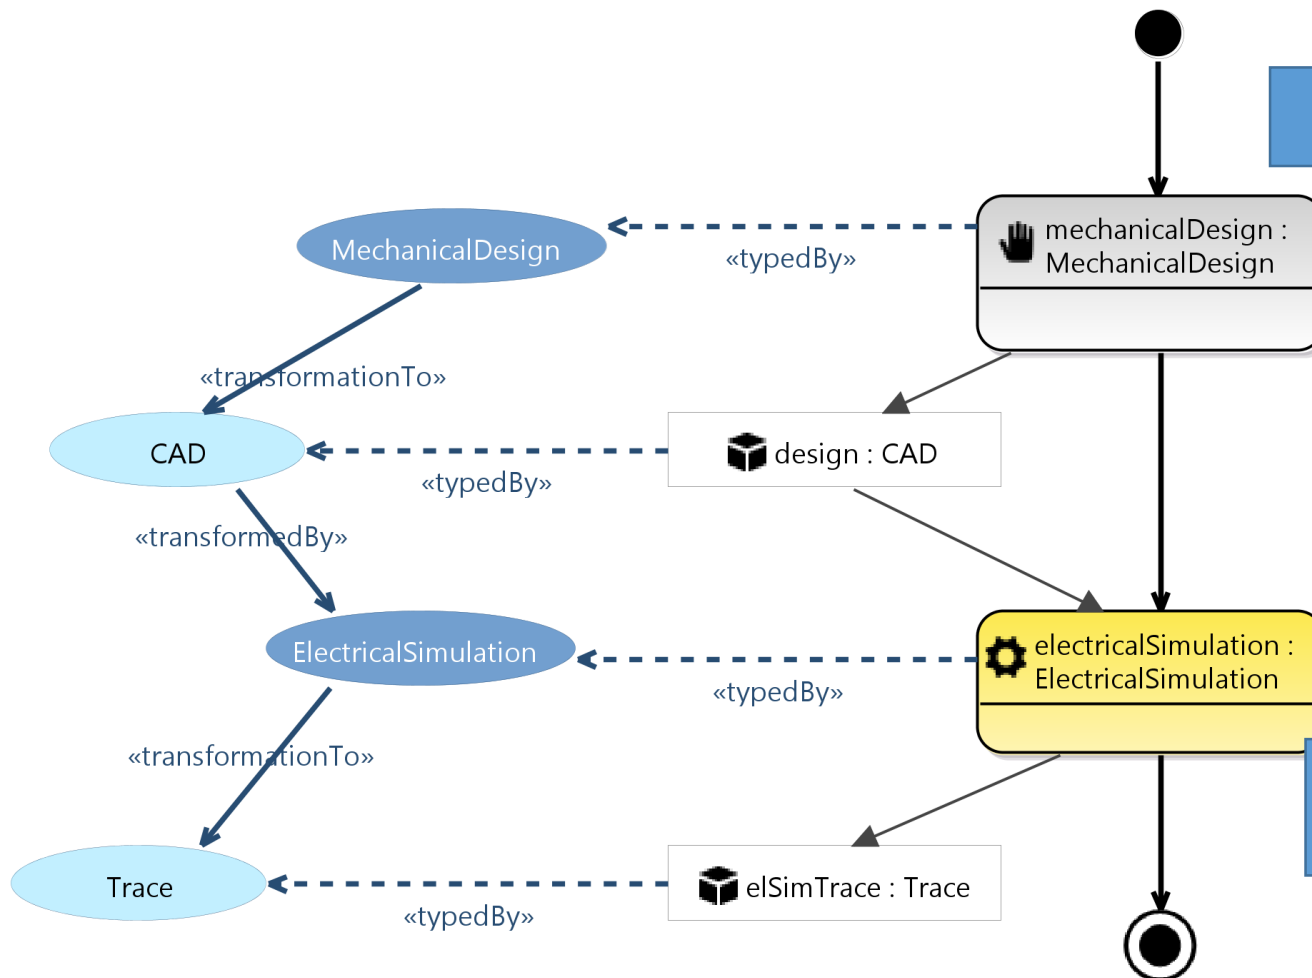 mechanicalDesign :
MechanicalDesign
MechanicalDesign
«typedBy»
«transformationTo»
CAD
design : CAD
«typedBy»
«transformedBy»
electricalSimulation :
ElectricalSimulation
ElectricalSimulation
«typedBy»
«transformationTo»
Trace
elSimTrace : Trace
«typedBy»